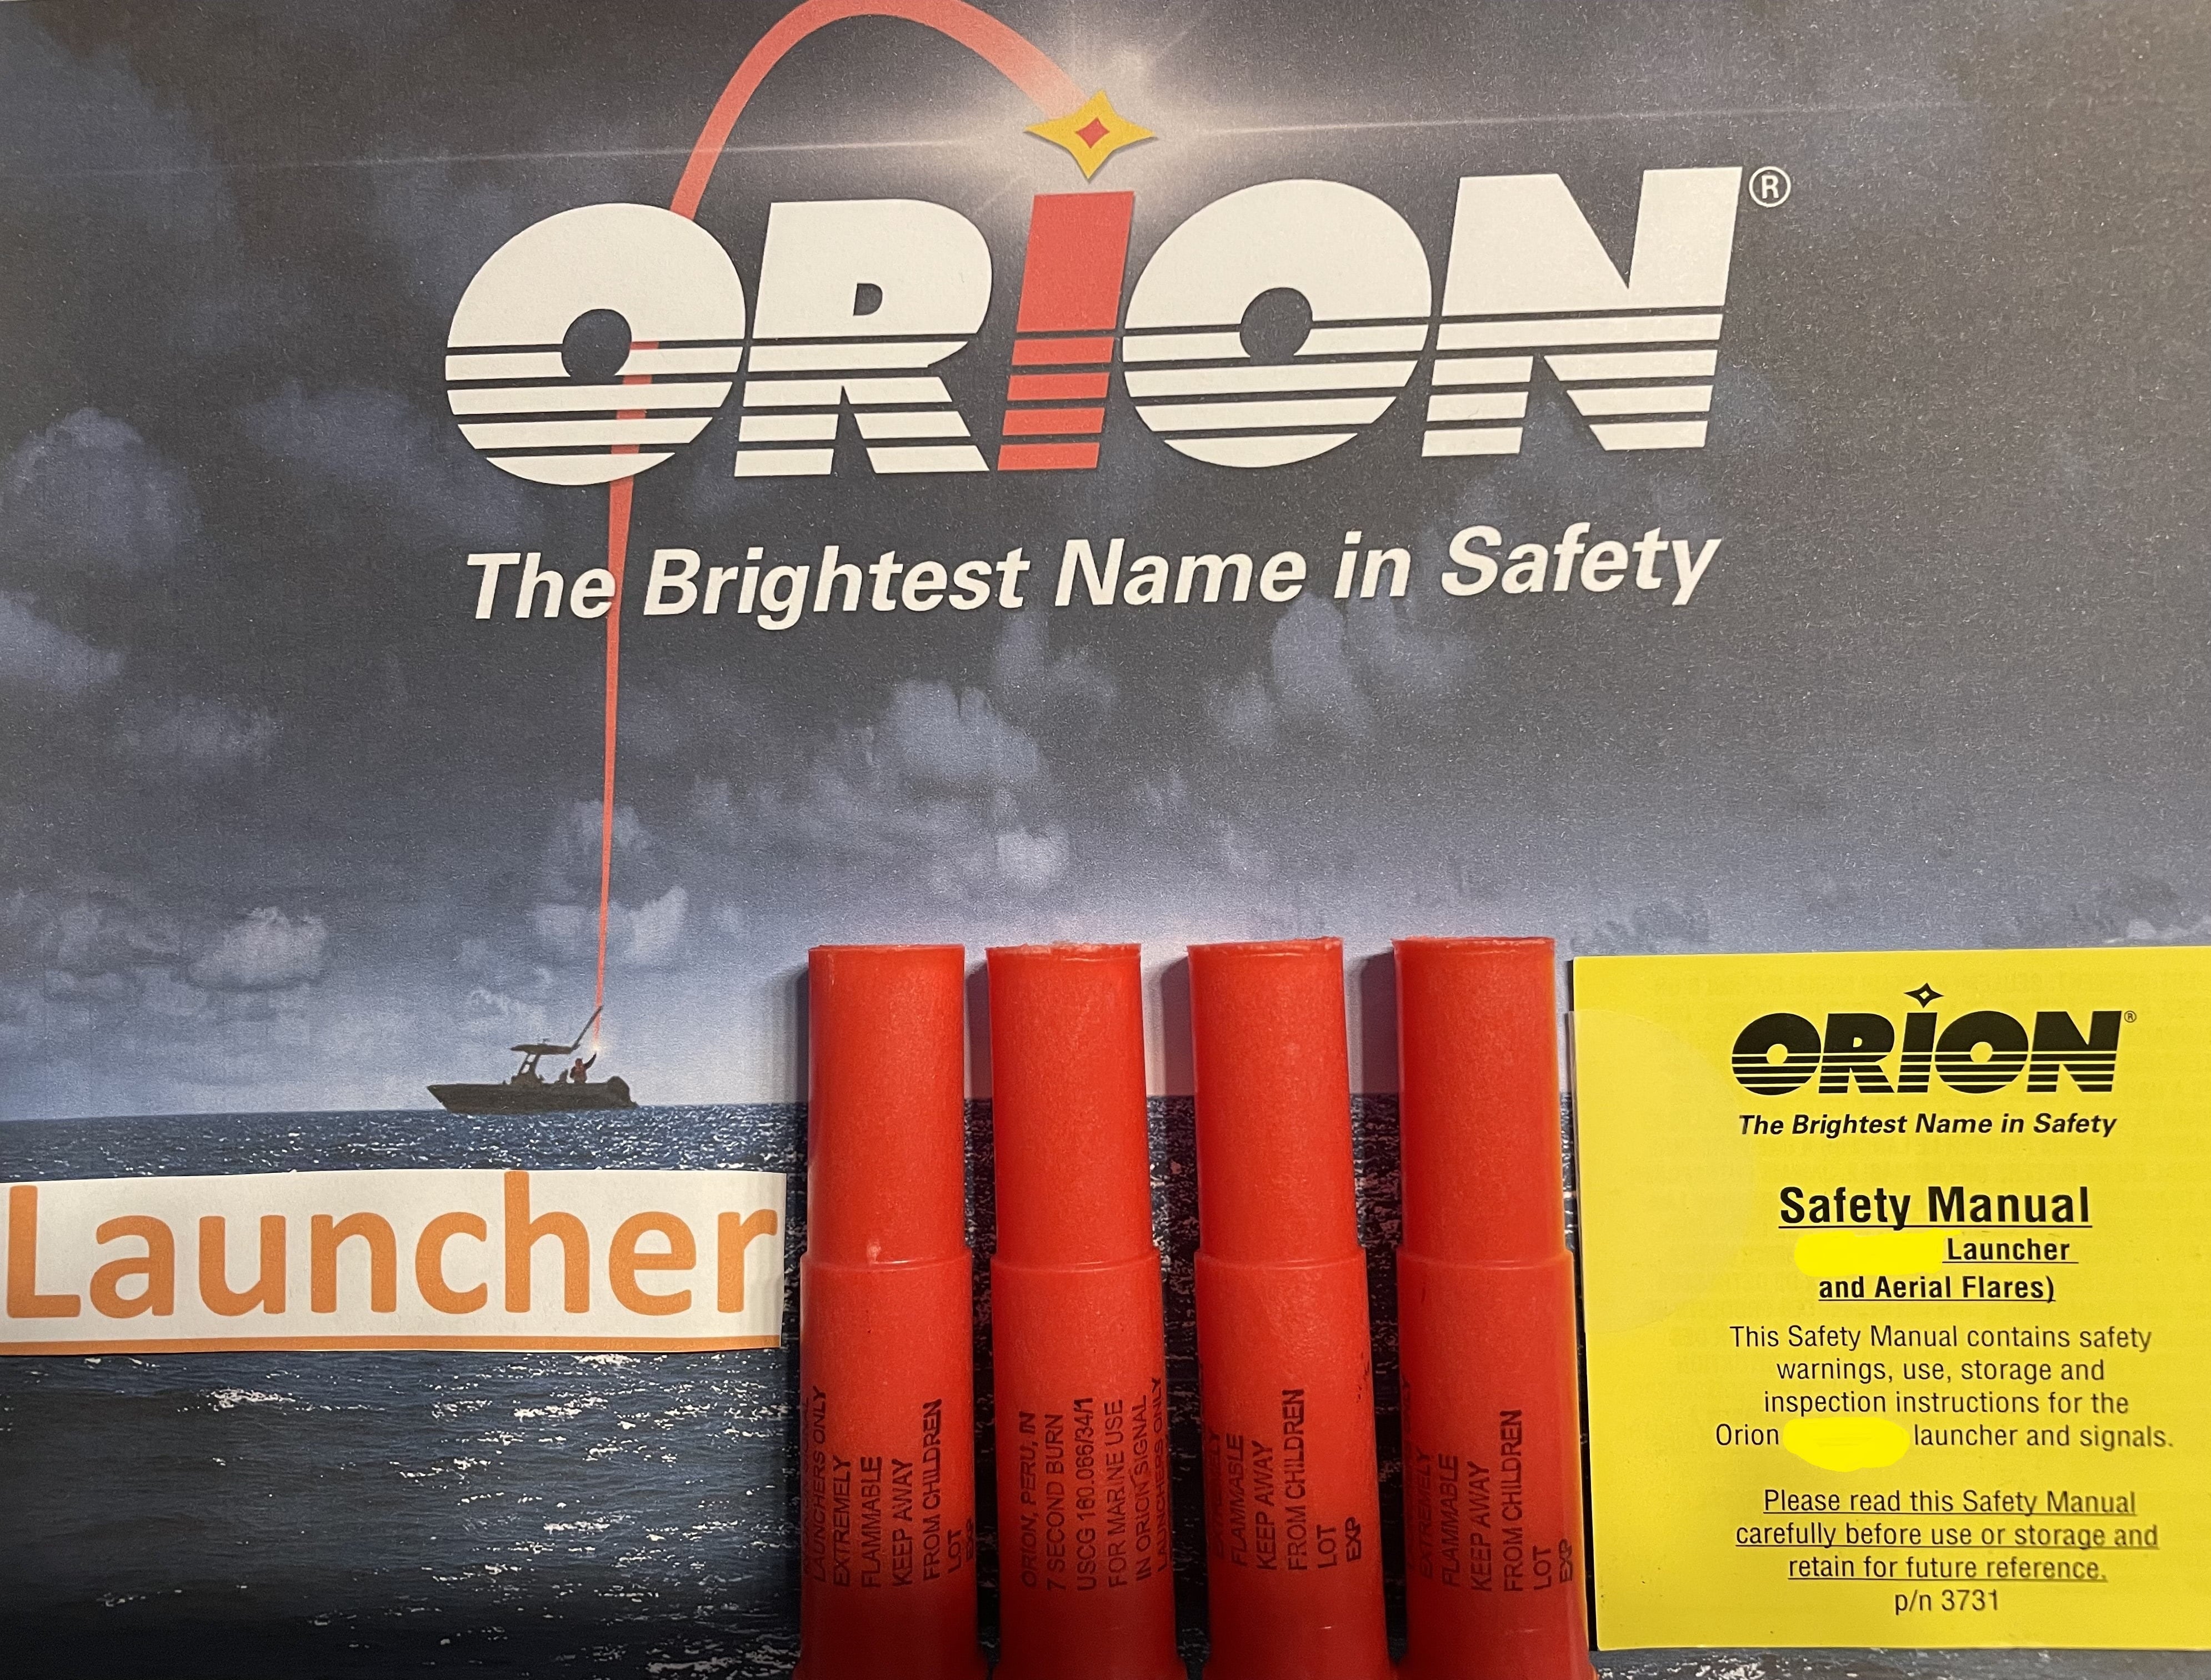 ORION®
The Brightest Name in Safety
Launcher
LAUNCHERS ONLY
EXTREMELY
FLAMMABLE
KEEP AWAY
FROM CHILDREN
LOT
EXP
ORION, PERU, IN
7 SECOND BURN
USCG 160.066/34/1
FOR MARINE USE
IN ORION SIGNAL
LAUNCHERS ONLY
EXTREMELY
FLAMMABLE
KEEP AWAY
FROM CHILDREN
LOT
EXP
EXTREMELY
FLAMMABLE
KEEP AWAY
FROM CHILDREN
LOT
EXP
ORION®
The Brightest Name in Safety
Safety Manual
Launcher
and Aerial Flares)
This Safety Manual contains safety
warnings, use, storage and
inspection instructions for the
Orion launcher and signals.
Please read this Safety Manual
carefully before use or storage and
retain for future reference.
p/n 3731